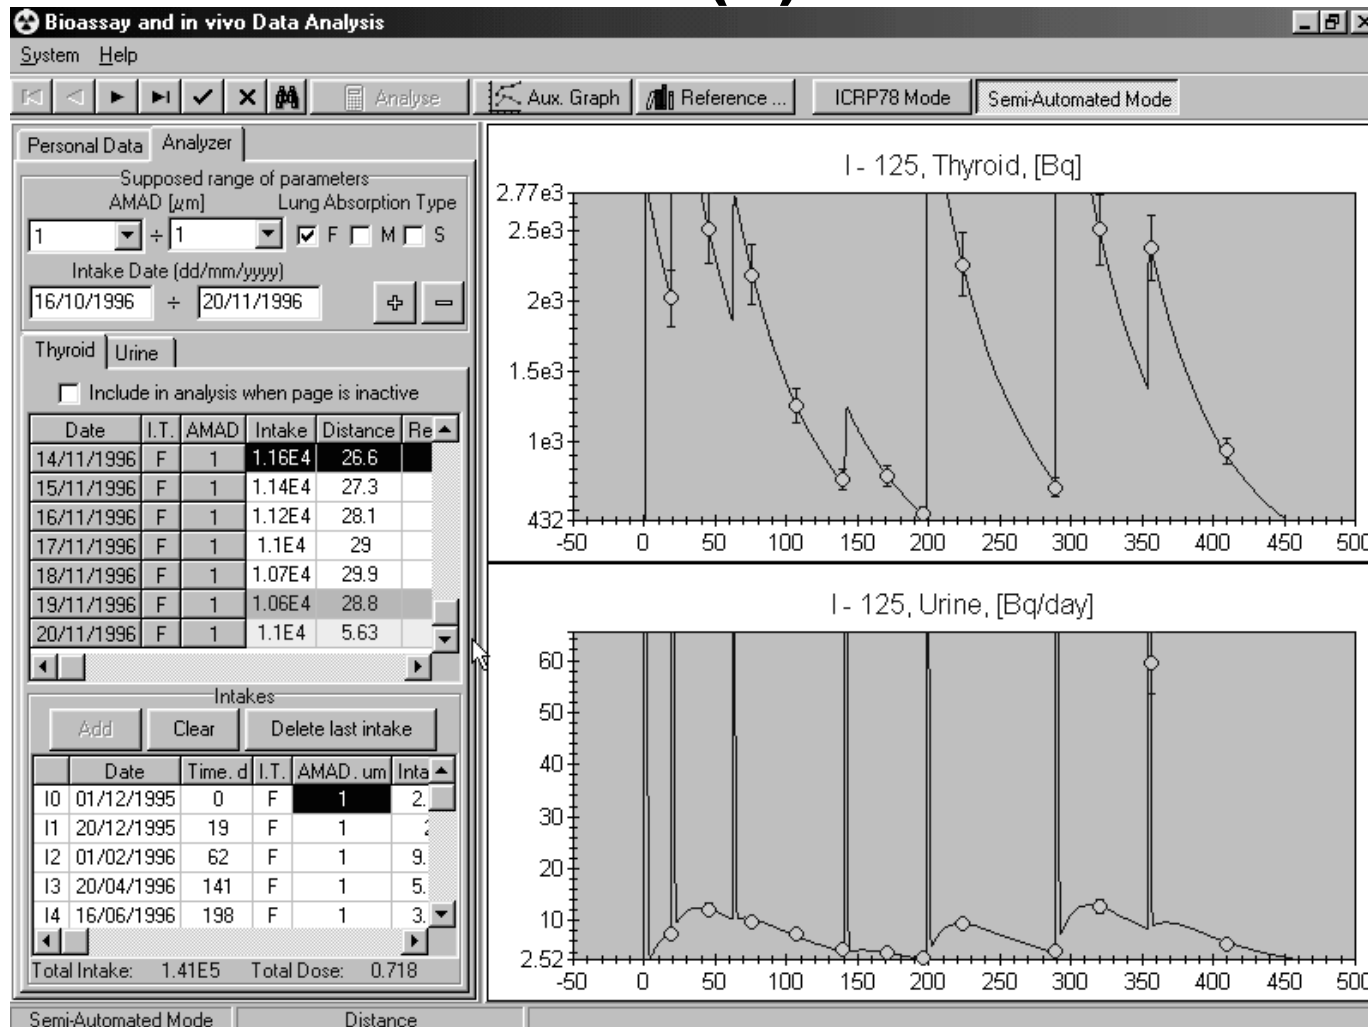 Bioassay and in vivo Data Analysis
System Help
Analyse Aux. Graph Reference ... ICRP78 Mode Semi-Automated Mode
Personal Data Analyzer
Supposed range of parameters
AMAD [μm] Lung Absorption Type
1 ÷ 1 F M S
Intake Date (dd/mm/yyyy)
16/10/1996 ÷ 20/11/1996
Thyroid Urine
Include in analysis when page is inactive
Date I.T. AMAD Intake Distance Re
14/11/1996 F 1 1.16E4 26.6
15/11/1996 F 1 1.14E4 27.3
16/11/1996 F 1 1.12E4 28.1
17/11/1996 F 1 1.1E4 29
18/11/1996 F 1 1.07E4 29.9
19/11/1996 F 1 1.06E4 28.8
20/11/1996 F 1 1.1E4 5.63
Intakes
Add Clear Delete last intake
Date Time. d I.T. AMAD. um Inta
I0 01/12/1995 0 F 1 2.
I1 20/12/1995 19 F 1
I2 01/02/1996 62 F 1 9.
I3 20/04/1996 141 F 1 5.
I4 16/06/1996 198 F 1 3.
Total Intake: 1.41E5 Total Dose: 0.718
Semi-Automated Mode Distance
I - 125, Thyroid, [Bq]
2.77e3
2.5e3
2e3
1.5e3
1e3
432
-50 0 50 100 150 200 250 300 350 400 450 500
I - 125, Urine, [Bq/day]
60
50
40
30
20
10
2.52
-50 0 50 100 150 200 250 300 350 400 450 500